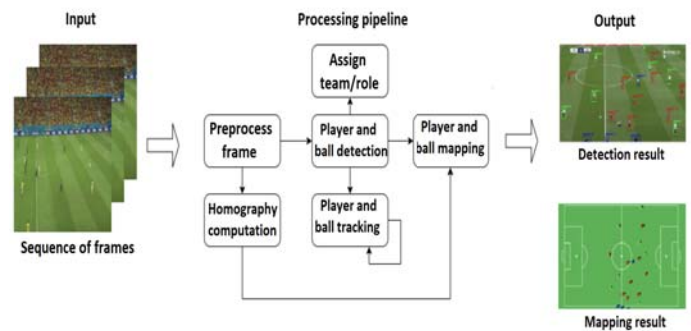 Input
Processing pipeline
Output
Assign
team/role
Preprocess
frame
Player and
ball detection
Player and
ball mapping
Homography
computation
Player and
ball tracking
Sequence of frames
Detection result
Mapping result